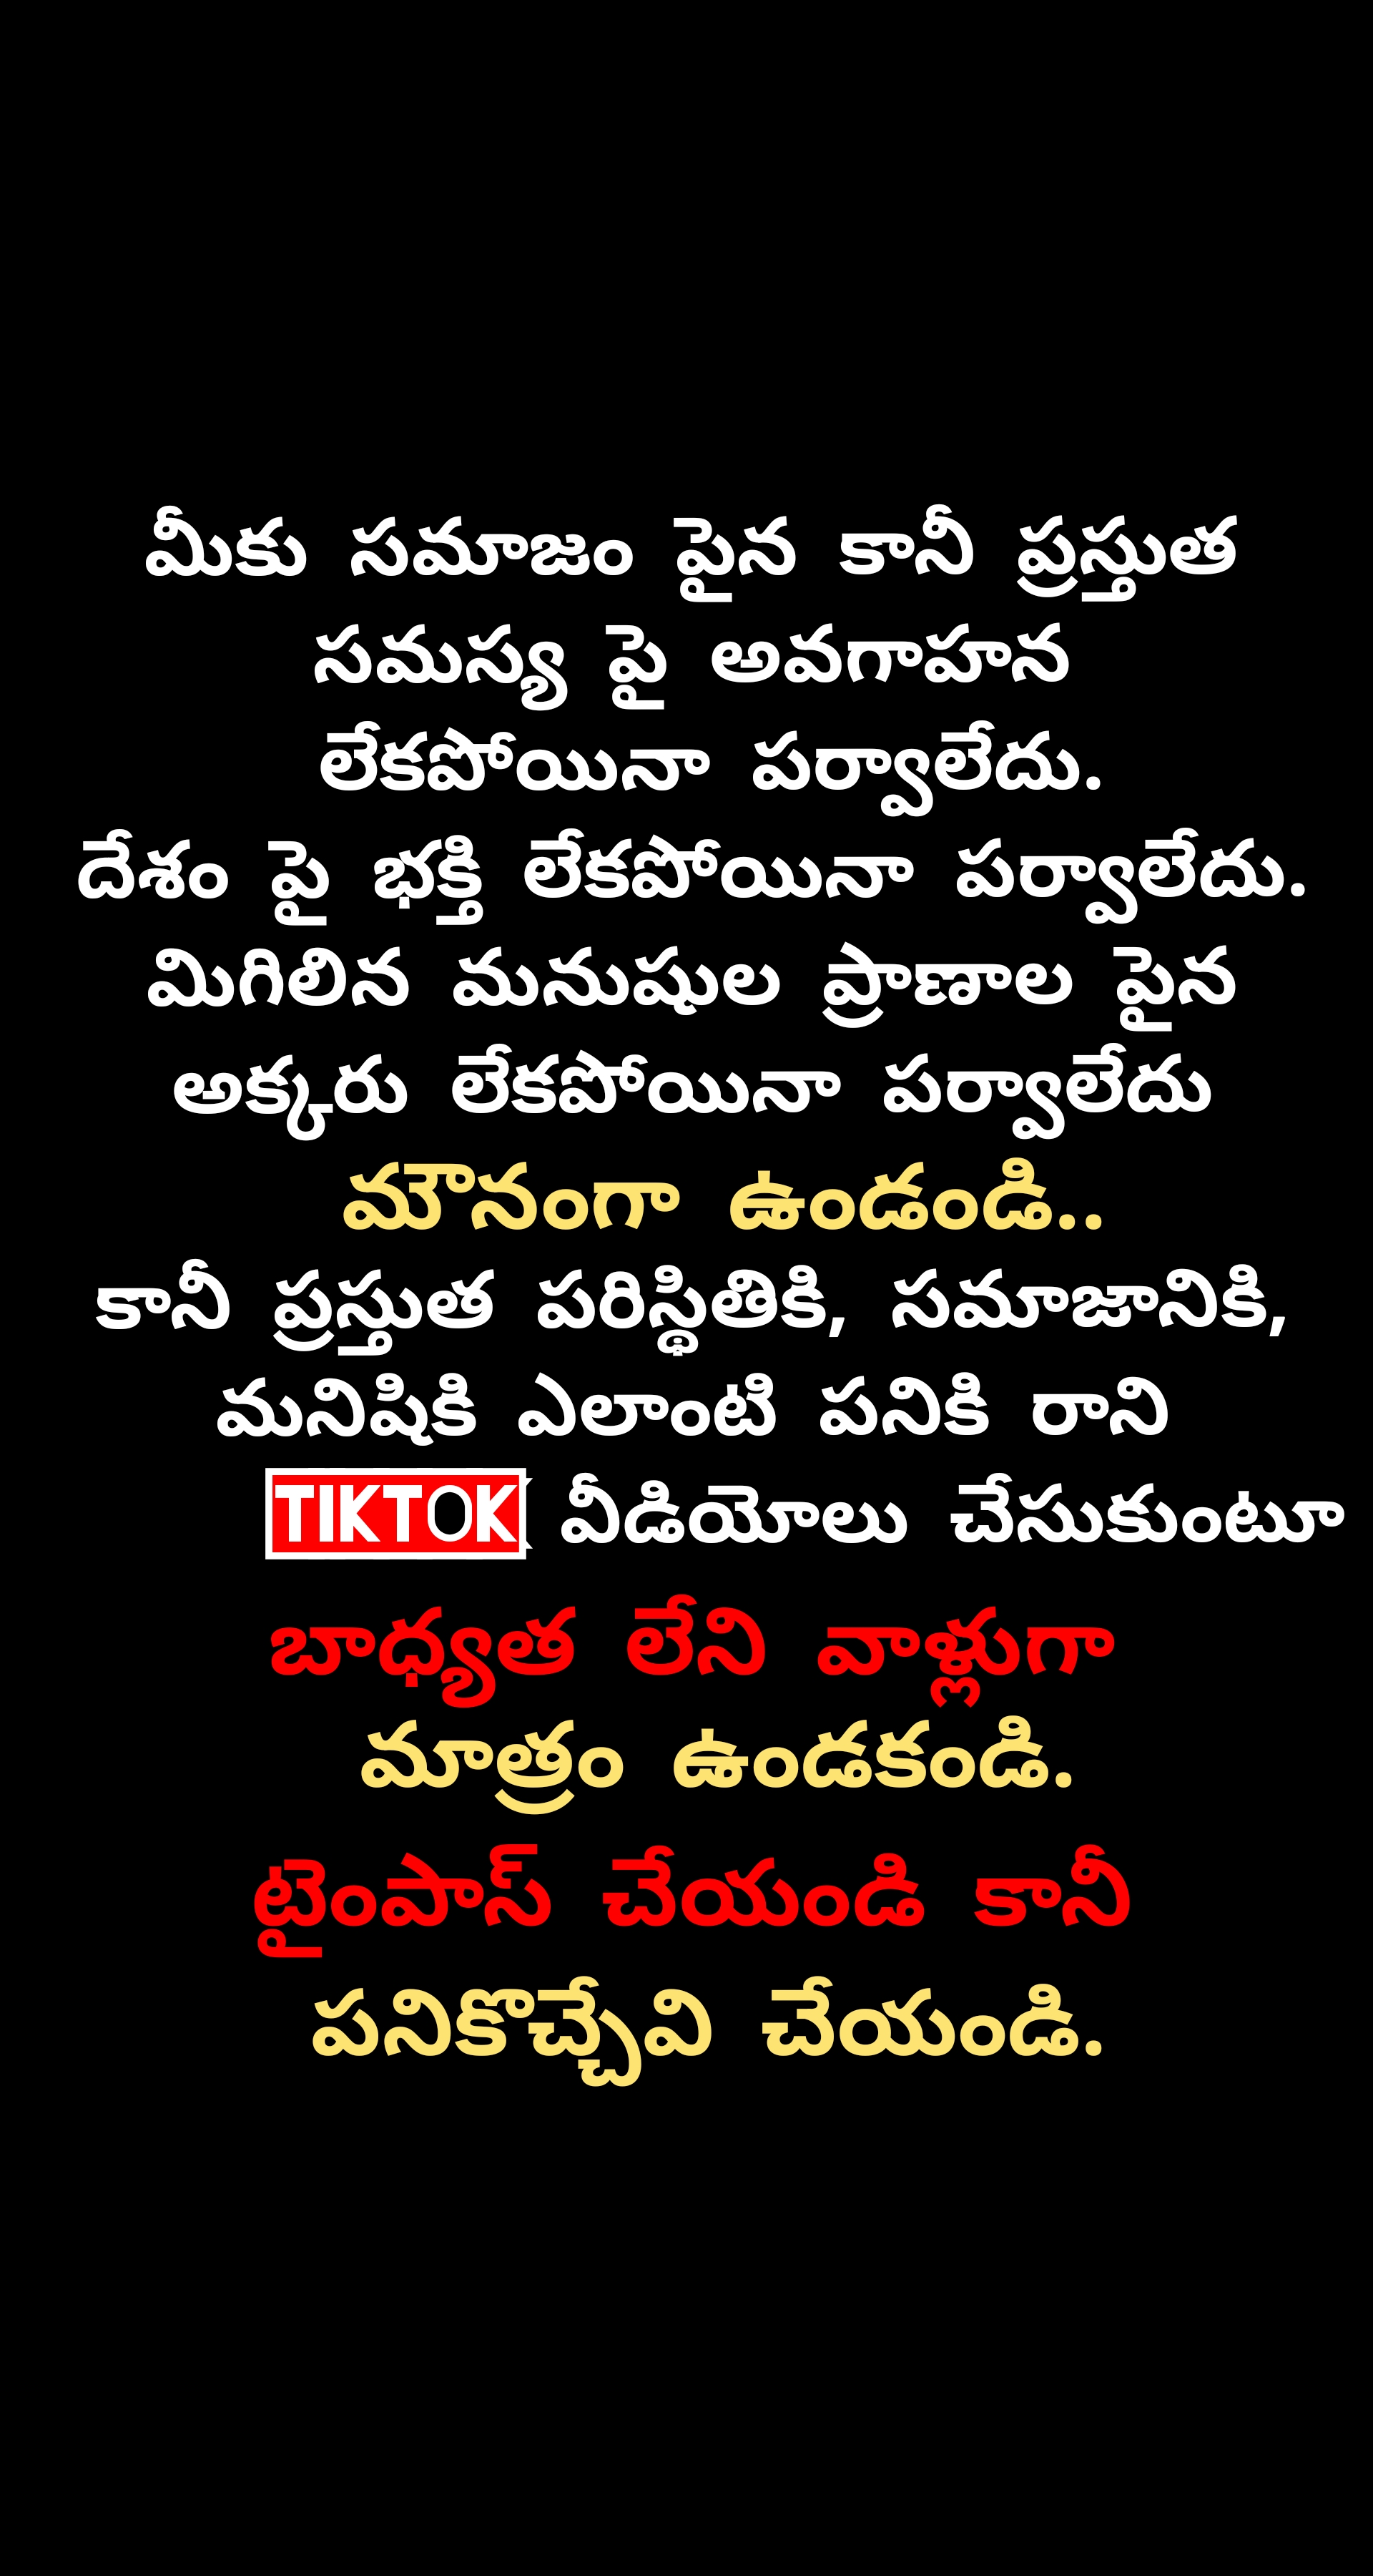 మీకు సమాజం పైన కానీ ప్రస్తుత
సమస్య పై అవగాహన
లేకపోయినా పర్వాలేదు.
దేశం పై భక్తి లేకపోయినా పర్వాలేదు.
మిగిలిన మనుషుల ప్రాణాల పైన
అక్కరు లేకపోయినా పర్వాలేదు
మౌనంగా ఉండండి..
కానీ ప్రస్తుత పరిస్థితికి, సమాజానికి,
మనిషికి ఎలాంటి పనికి రాని
TIKTOK వీడియోలు చేసుకుంటూ
బాధ్యత లేని వాళ్లుగా
మాత్రం ఉండకండి.
టైంపాస్ చేయండి కానీ
పనికొచ్చేవి చేయండి.